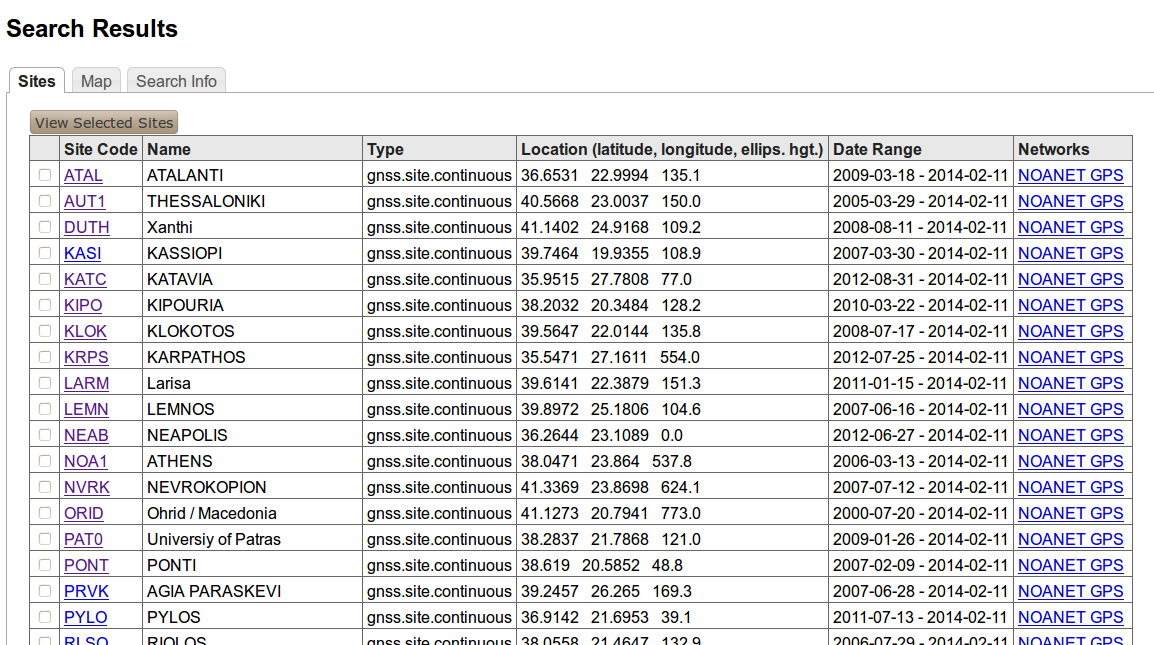 Search Results
Sites Map Search Info
View Selected Sites
Site Code Name Type Location (latitude, longitude, ellips. hgt.) Date Range Networks
ATAL ATALANTI gnss.site.continuous 36.6531 22.9994 135.1 2009-03-18 - 2014-02-11 NOANET GPS
AUT1 THESSALONIKI gnss.site.continuous 40.5668 23.0037 150.0 2005-03-29 - 2014-02-11 NOANET GPS
DUTH Xanthi gnss.site.continuous 41.1402 24.9168 109.2 2008-08-11 - 2014-02-11 NOANET GPS
KASI KASSIOPI gnss.site.continuous 39.7464 19.9355 108.9 2007-03-30 - 2014-02-11 NOANET GPS
KATC KATAVIA gnss.site.continuous 35.9515 27.7808 77.0 2012-08-31 - 2014-02-11 NOANET GPS
KIPO KIPOURIA gnss.site.continuous 38.2032 20.3484 128.2 2010-03-22 - 2014-02-11 NOANET GPS
KLOK KLOKOTOS gnss.site.continuous 39.5647 22.0144 135.8 2008-07-17 - 2014-02-11 NOANET GPS
KRPS KARPATHOS gnss.site.continuous 35.5471 27.1611 554.0 2012-07-25 - 2014-02-11 NOANET GPS
LARM Larisa gnss.site.continuous 39.6141 22.3879 151.3 2011-01-15 - 2014-02-11 NOANET GPS
LEMN LEMNOS gnss.site.continuous 39.8972 25.1806 104.6 2007-06-16 - 2014-02-11 NOANET GPS
NEAB NEAPOLIS gnss.site.continuous 36.2644 23.1089 0.0 2012-06-27 - 2014-02-11 NOANET GPS
NOA1 ATHENS gnss.site.continuous 38.0471 23.864 537.8 2006-03-13 - 2014-02-11 NOANET GPS
NVRK NEVROKOPION gnss.site.continuous 41.3369 23.8698 624.1 2007-07-12 - 2014-02-11 NOANET GPS
ORID Ohrid / Macedonia gnss.site.continuous 41.1273 20.7941 773.0 2000-07-20 - 2014-02-11 NOANET GPS
PAT0 Universiy of Patras gnss.site.continuous 38.2837 21.7868 121.0 2009-01-26 - 2014-02-11 NOANET GPS
PONT PONTI gnss.site.continuous 38.619 20.5852 48.8 2007-02-09 - 2014-02-11 NOANET GPS
PRVK AGIA PARASKEVI gnss.site.continuous 39.2457 26.265 169.3 2007-06-28 - 2014-02-11 NOANET GPS
PYLO PYLOS gnss.site.continuous 36.9142 21.6953 39.1 2011-07-13 - 2014-02-11 NOANET GPS
RLSO RIOLOS gnss.site.continuous 38.0558 21.4647 132.9 2006-07-29 - 2014-02-11 NOANET GPS